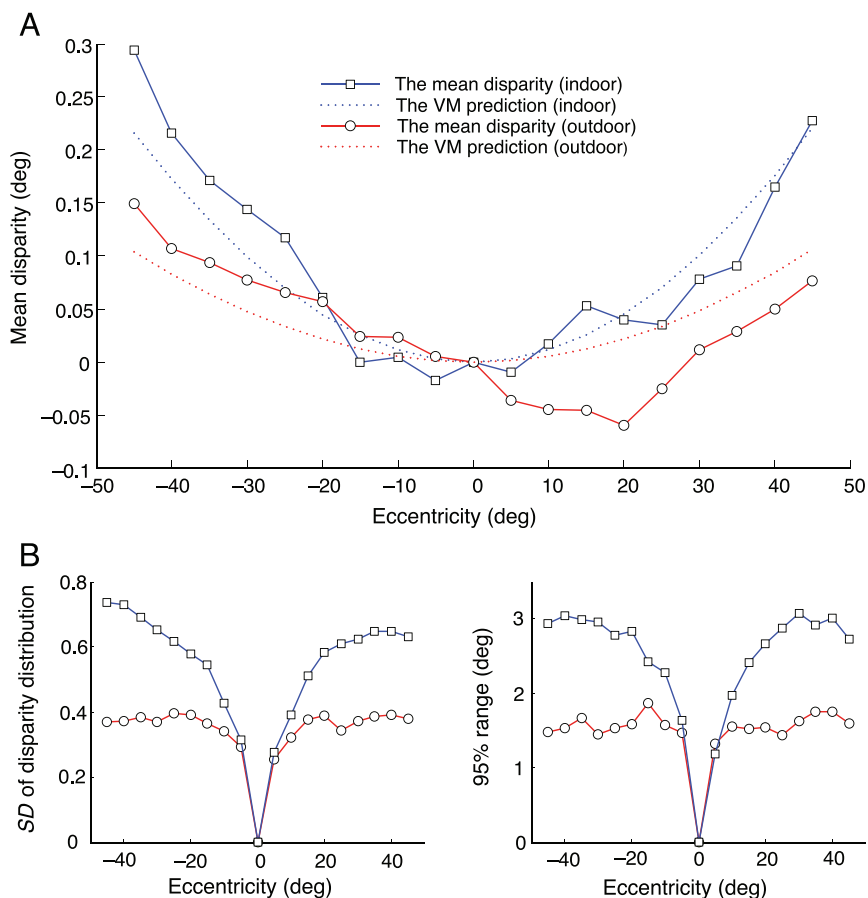 A
0.3
0.25
0.2
0.15
0.1
0.05
0
–0.05
–0.1
Mean disparity (deg)
The mean disparity (indoor)
The VM prediction (indoor)
The mean disparity (outdoor)
The VM prediction (outdoor)
–50 –40 –30 –20 –10 0 10 20 30 40 50
Eccentricity (deg)
B
0.8
0.6
0.4
0.2
0
SD of disparity distribution
–40 –20 0 20 40
Eccentricity (deg)
3
2
1
0
95% range (deg)
–40 –20 0 20 40
Eccentricity (deg)